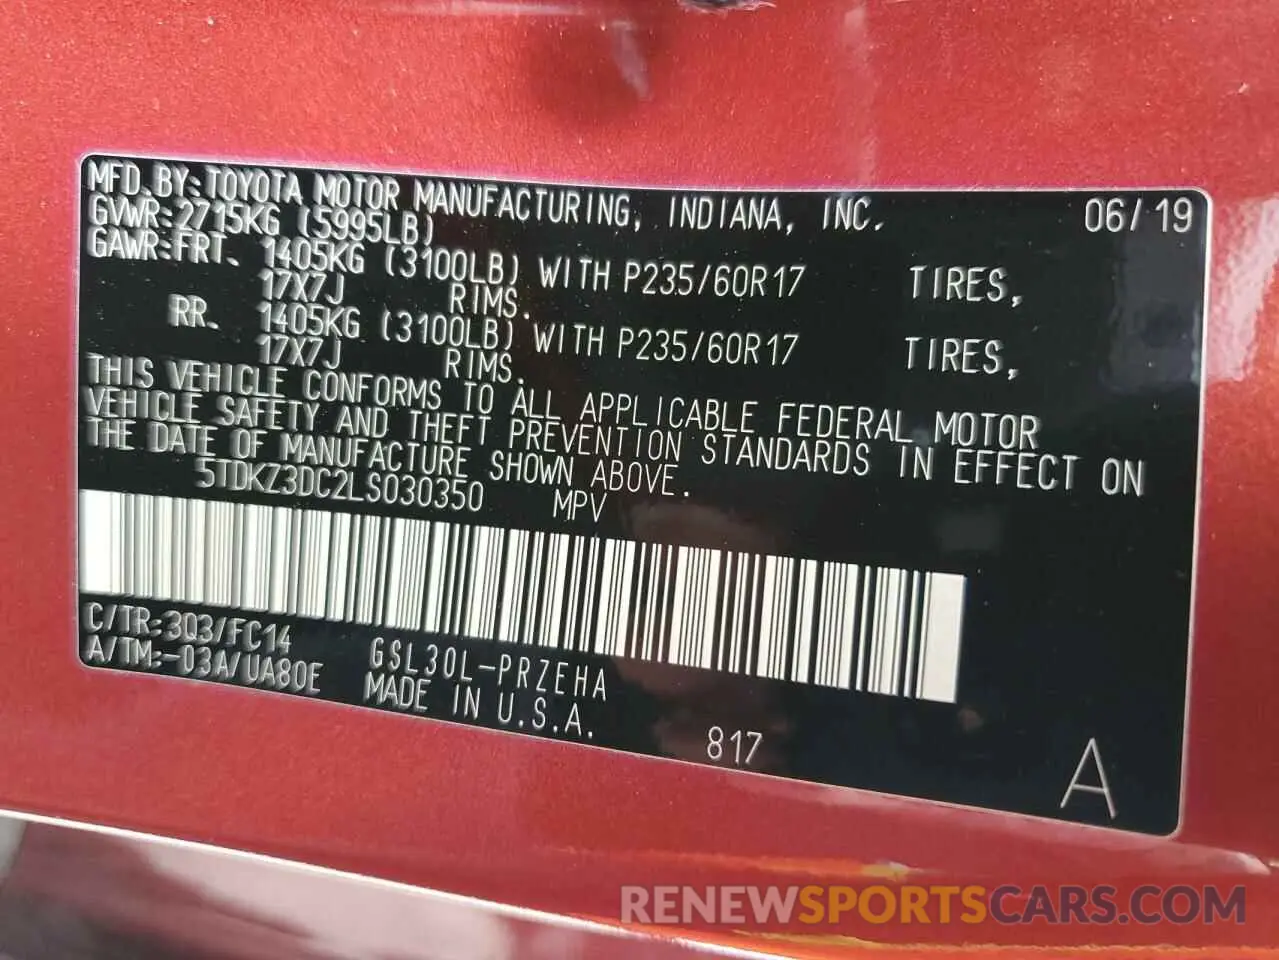 MFD.BY:TOYOTA MOTOR MANUFACTURING, INDIANA, INC. 06/19
GVWR:2715KG (5995LB)
GAWR:FRT. 1405KG (3100LB) WITH P235/60R17 TIRES,
17X7J RIMS.
RR. 1405KG (3100LB) WITH P235/60R17 TIRES,
17X7J RIMS.
THIS VEHICLE CONFORMS TO ALL APPLICABLE FEDERAL MOTOR
VEHICLE SAFETY AND THEFT PREVENTION STANDARDS IN EFFECT ON
THE DATE OF MANUFACTURE SHOWN ABOVE.
5TDKZ3DC2LS030350 MPV
C/TR:3Q3/FC14 GSL30L-PRZEHA
A/TM:-03A/UA80E MADE IN U.S.A.
817 A
RENEWSPORTSCARS.COM